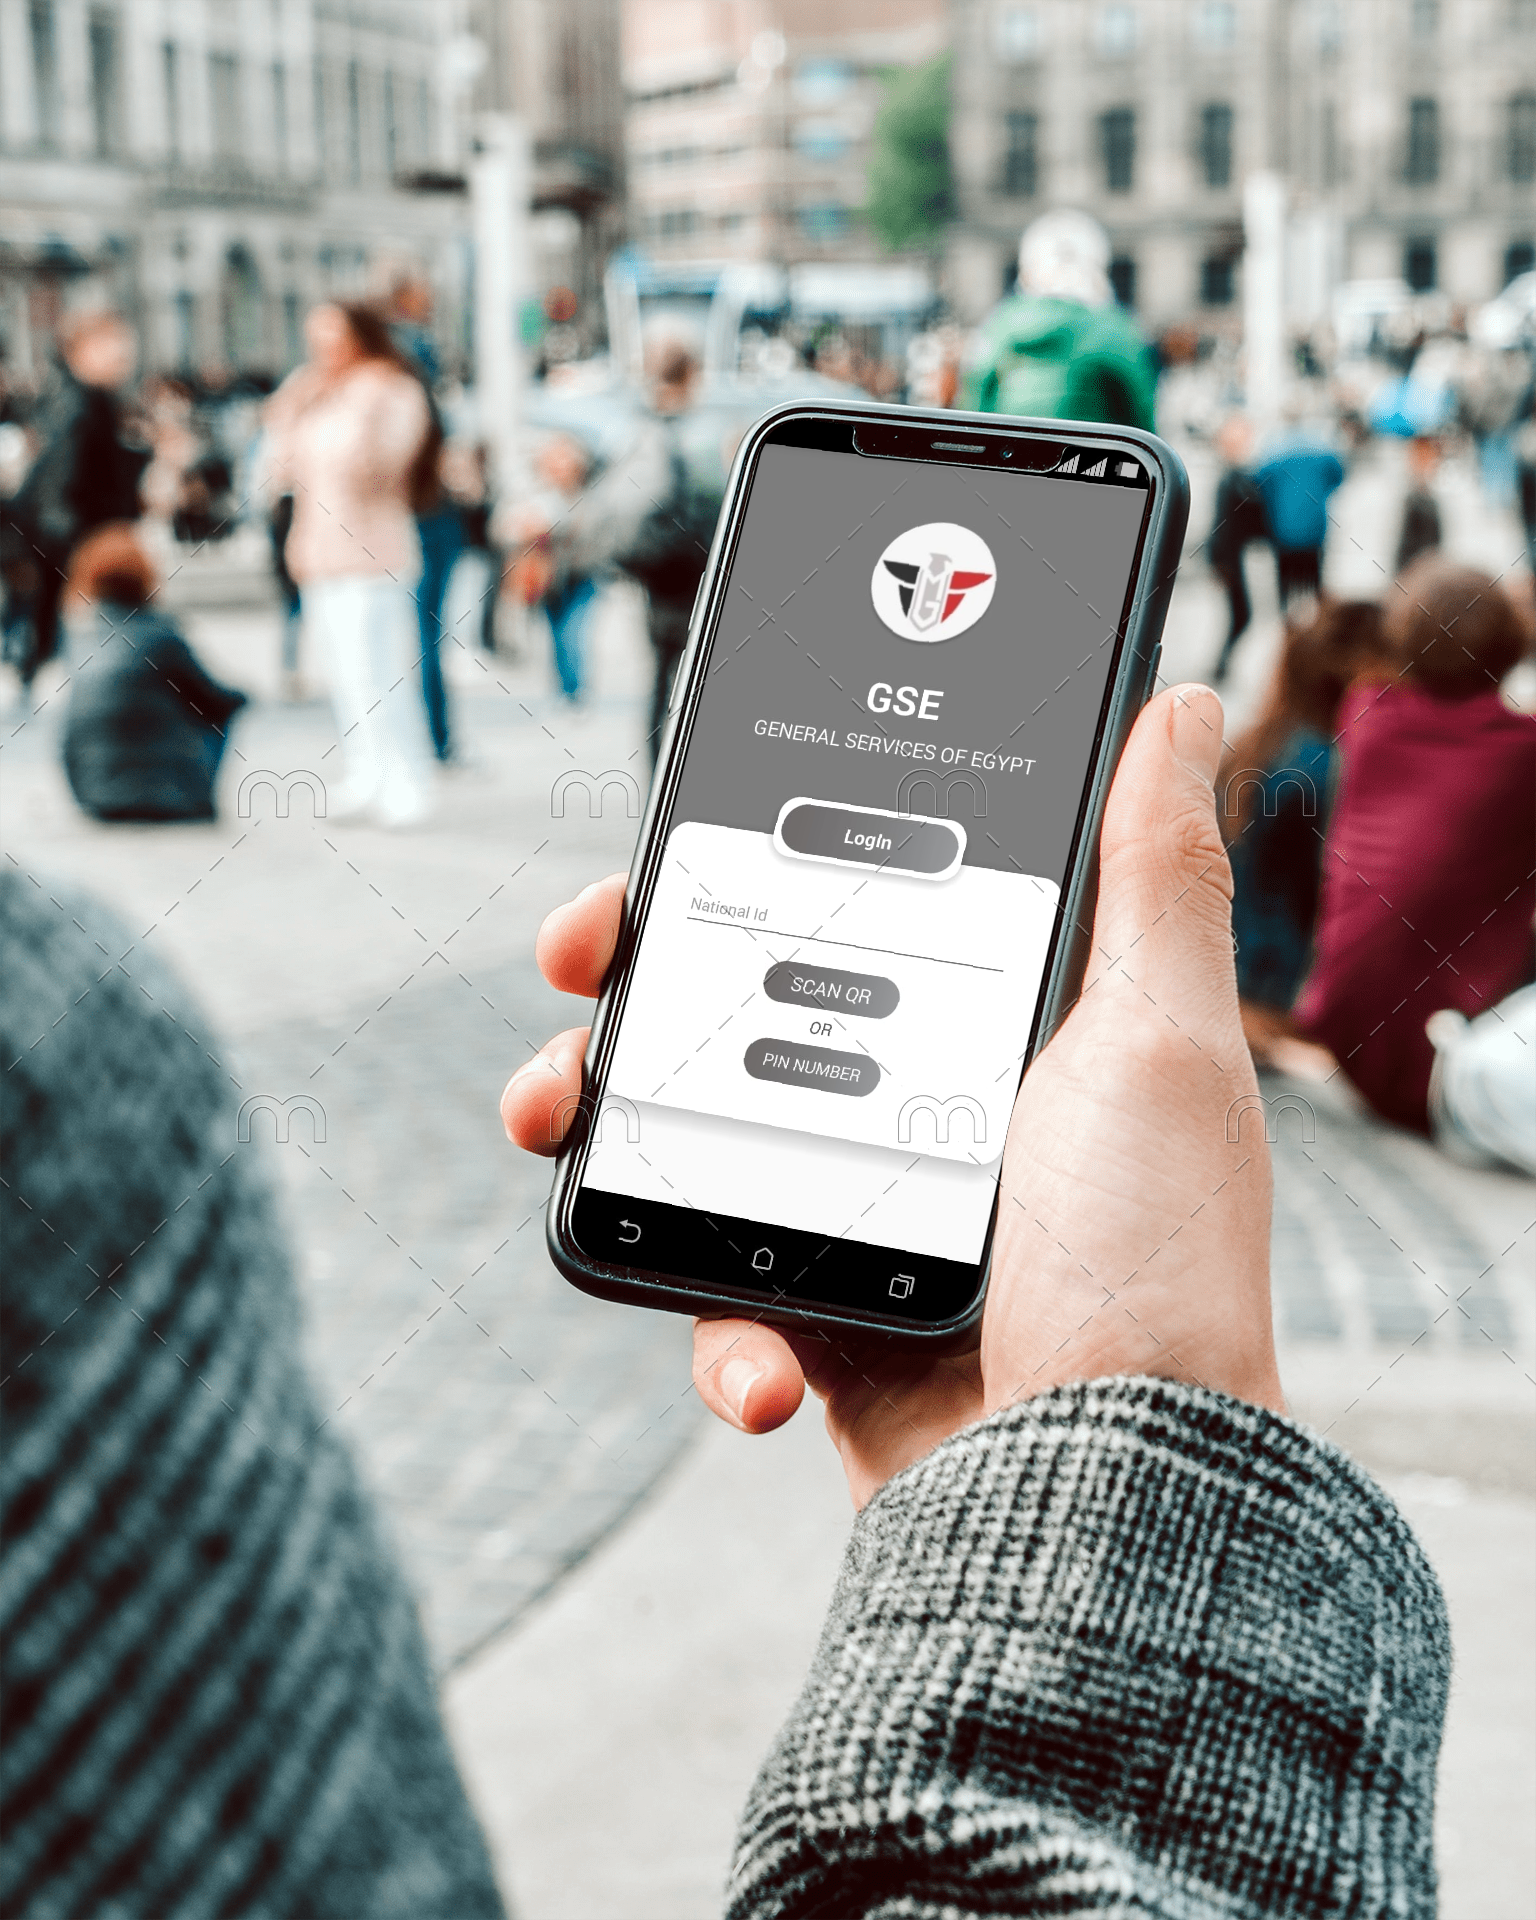 GSE
GENERAL SERVICES OF EGYPT
LogIn
National Id
SCAN QR
OR
PIN NUMBER
m m m m
m m m m